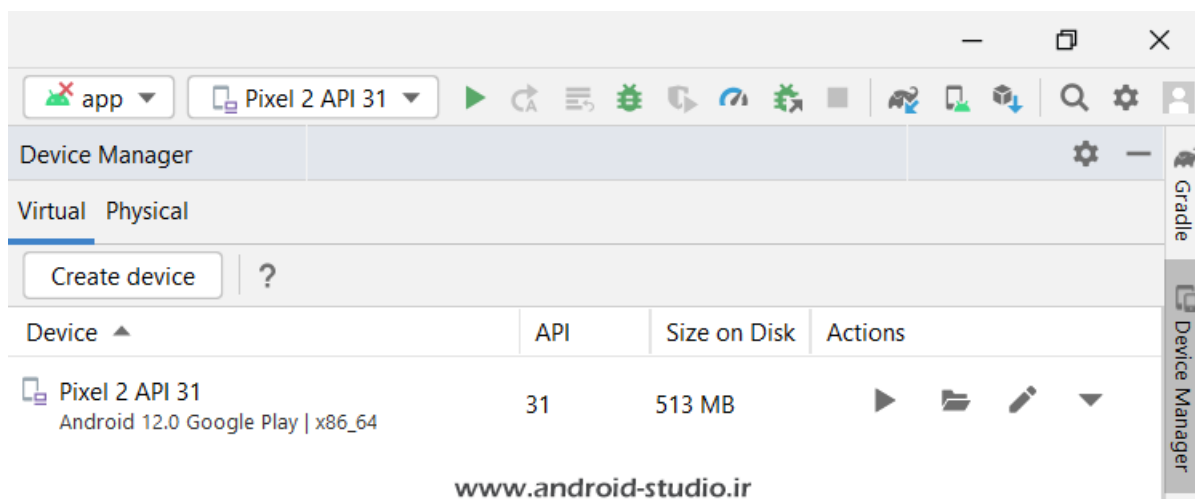 app Pixel 2 API 31
Device Manager
Virtual Physical
Create device ?
Device API Size on Disk Actions
Pixel 2 API 31
Android 12.0 Google Play | x86_64
31 513 MB
www.android-studio.ir
Gradle
Device Manager